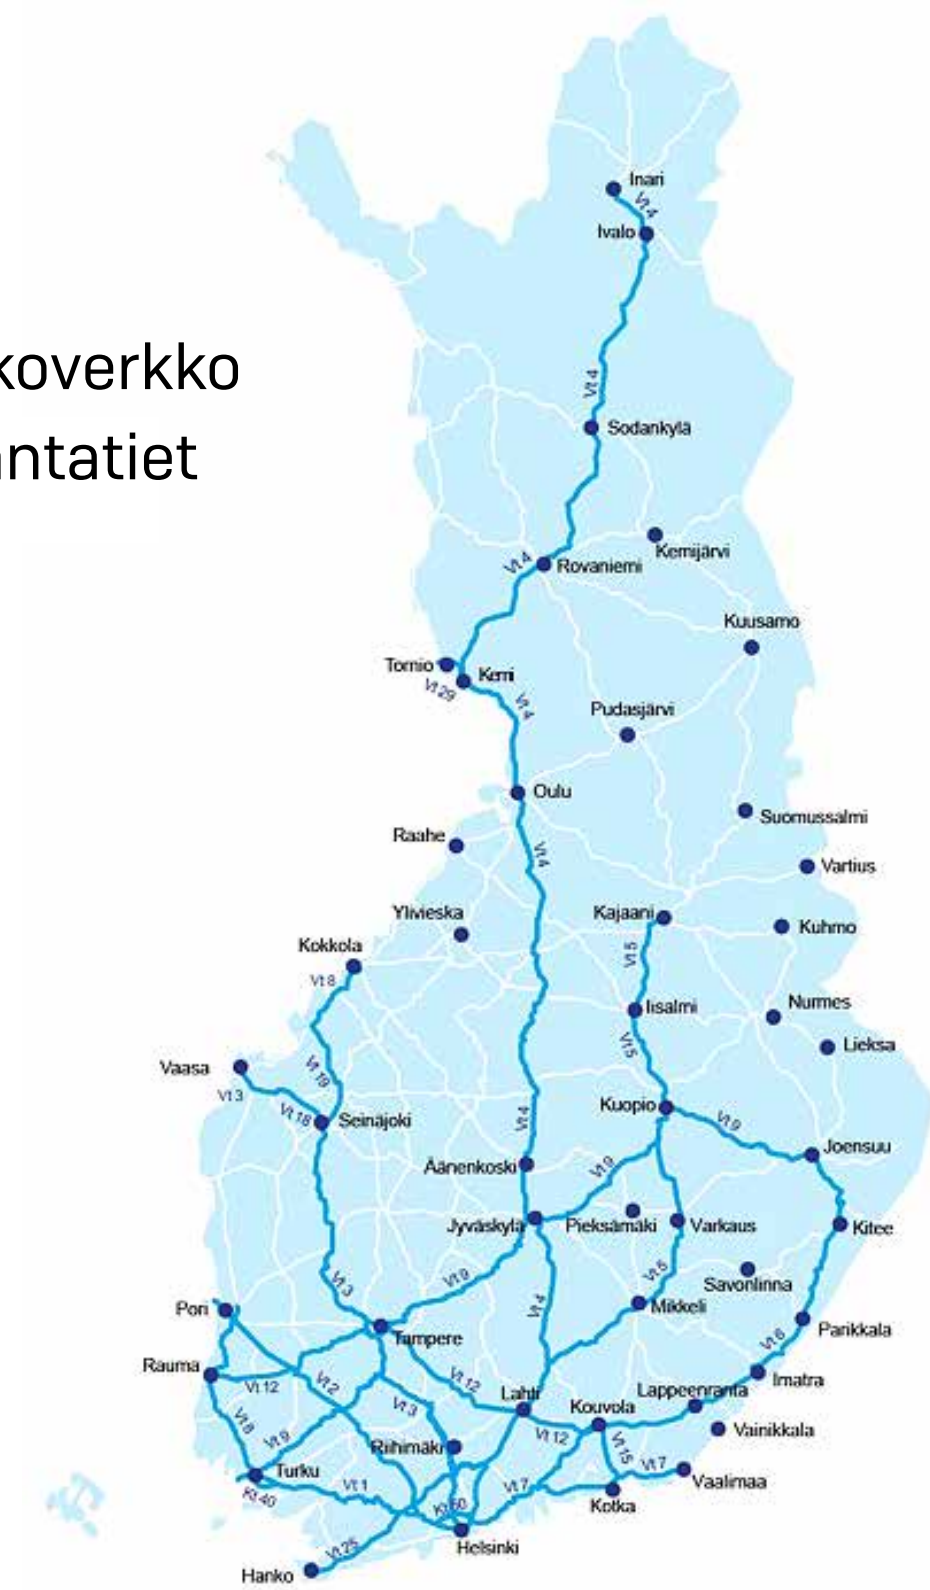 Inari
Vt 4
Ivalo
koverkko
Vt 4
Sodankylä
antatiet
Kemijärvi
Vt 4
Rovaniemi
Kuusamo
Tornio
Kemi
Vt 29
Vt 4
Pudasjärvi
Oulu
Suomussalmi
Raahe
Vt 4
Vartius
Ylivieska
Kajaani
Kuhmo
Kokkola
Vt 5
Vt 8
Iisalmi
Nurmes
Vt 5
Lieksa
Vaasa
Vt 19
Vt 3
Vt 18
Seinäjoki
Vt 4
Kuopio
Vt 9
Joensuu
Äänenkoski
Vt 9
Jyväskylä
Pieksämäki
Varkaus
Kitee
Vt 3
Vt 9
Vt 5
Savonlinna
Vt 4
Mikkeli
Pori
Tampere
Parikkala
Vt 6
Rauma
Vt 12
Vt 2
Vt 12
Imatra
Lappeenranta
Lahti
Kouvola
Vt 3
Vt 8
Vt 9
Riihimäki
Vt 12
Vt 15
Vainikkala
Turku
Vt 7
Vaalimaa
Vt 1
Vt 7
Kt 40
Kt 50
Kotka
Helsinki
Vt 25
Hanko